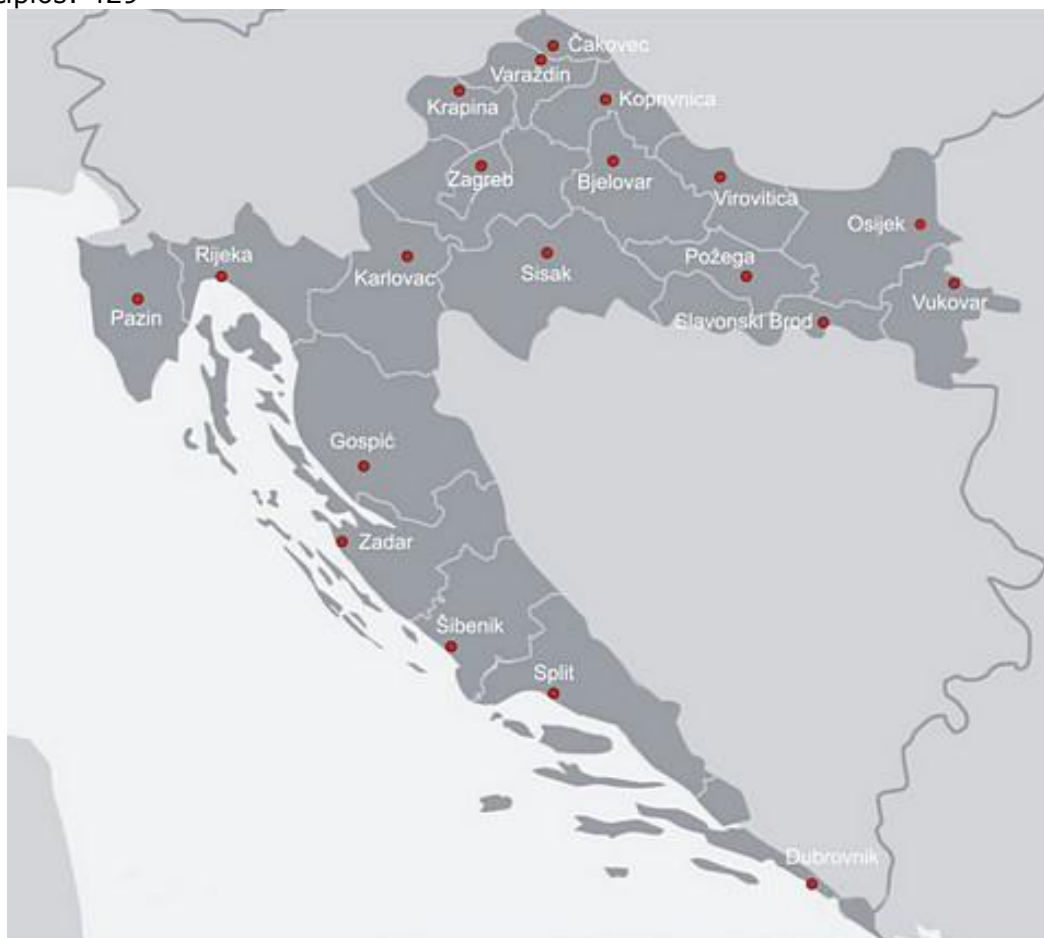 Čakovec
Varaždin
Krapina
Koprivnica
Zagreb
Bjelovar
Virovitica
Osijek
Rijeka
Karlovac
Sisak
Požega
Pazin
Vukovar
Slavonski Brod
Gospić
Zadar
Šibenik
Split
Dubrovnik